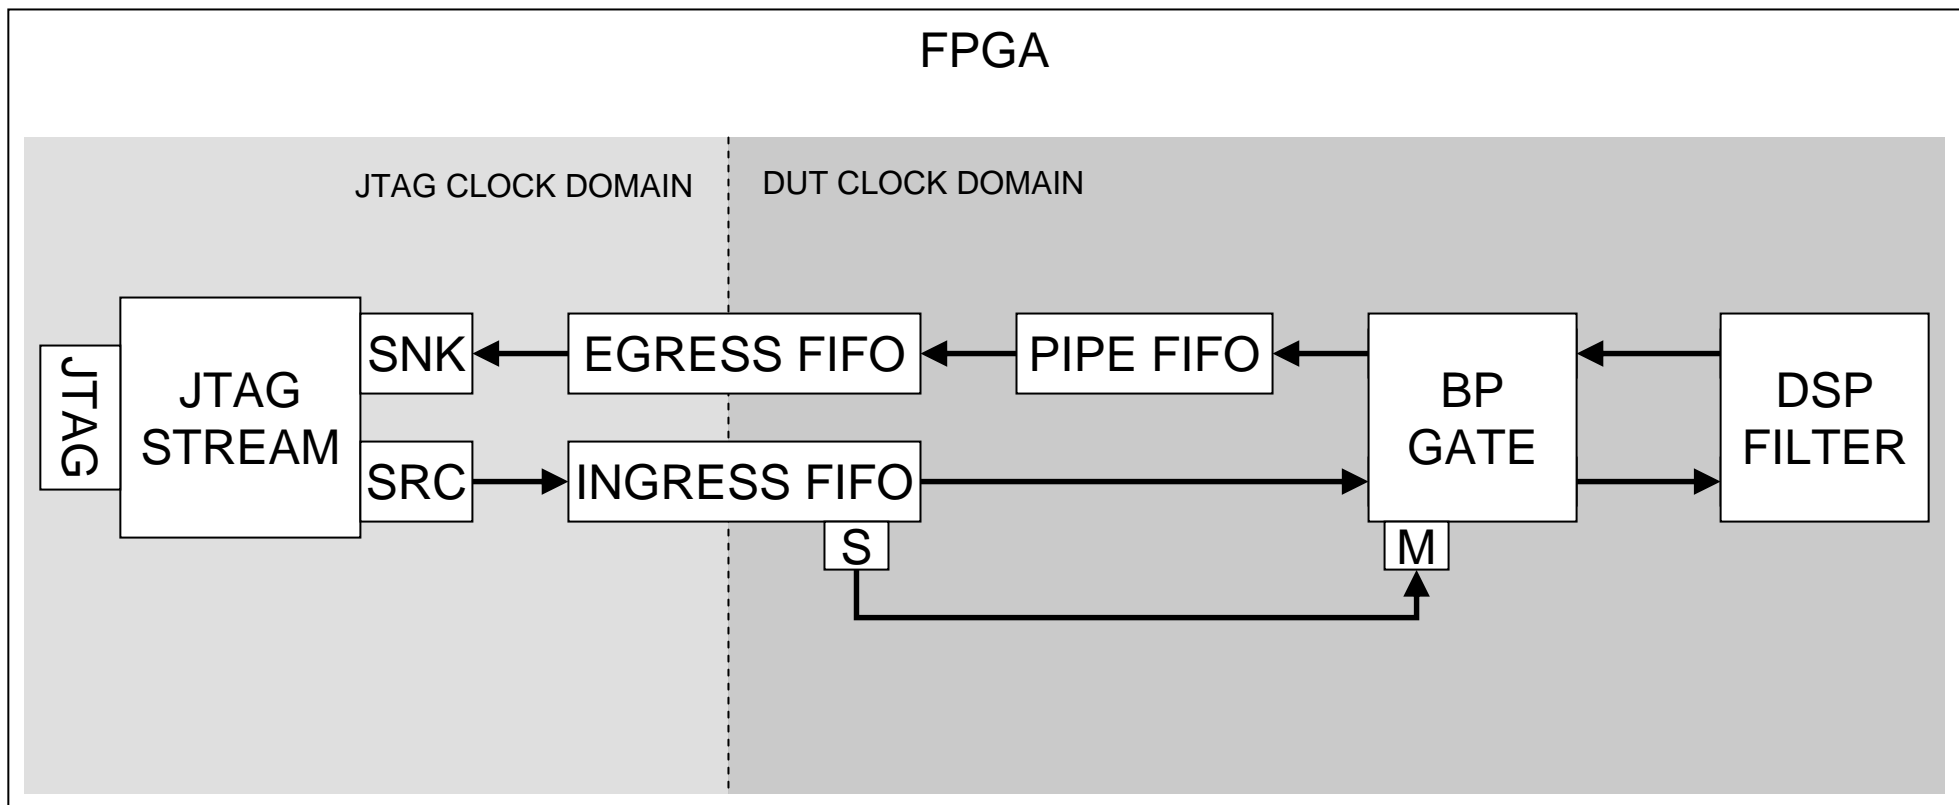 FPGA
JTAG CLOCK DOMAIN
DUT CLOCK DOMAIN
JTAG
JTAG
STREAM
SNK
EGRESS FIFO
PIPE FIFO
BP
GATE
DSP
FILTER
SRC
INGRESS FIFO
S
M